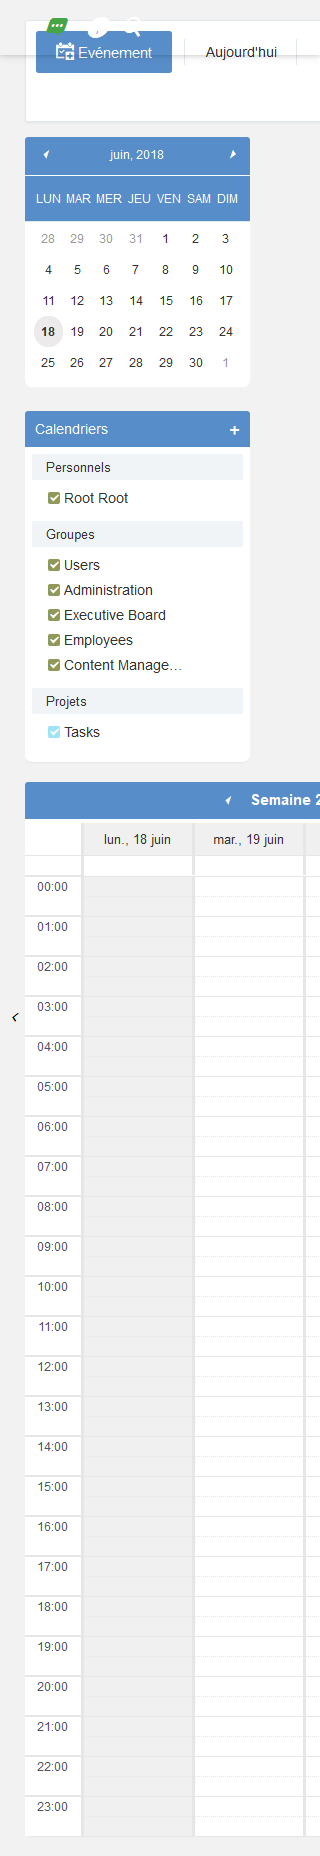 Evénement Aujourd'hui
juin, 2018
LUN MAR MER JEU VEN SAM DIM
28 29 30 31 1 2 3
4 5 6 7 8 9 10
11 12 13 14 15 16 17
18 19 20 21 22 23 24
25 26 27 28 29 30 1
Calendriers +
Personnels
Root Root
Groupes
Users
Administration
Executive Board
Employees
Content Manage...
Projets
Tasks
Semaine 2
lun., 18 juin mar., 19 juin
00:00
01:00
02:00
03:00
04:00
05:00
06:00
07:00
08:00
09:00
10:00
11:00
12:00
13:00
14:00
15:00
16:00
17:00
18:00
19:00
20:00
21:00
22:00
23:00